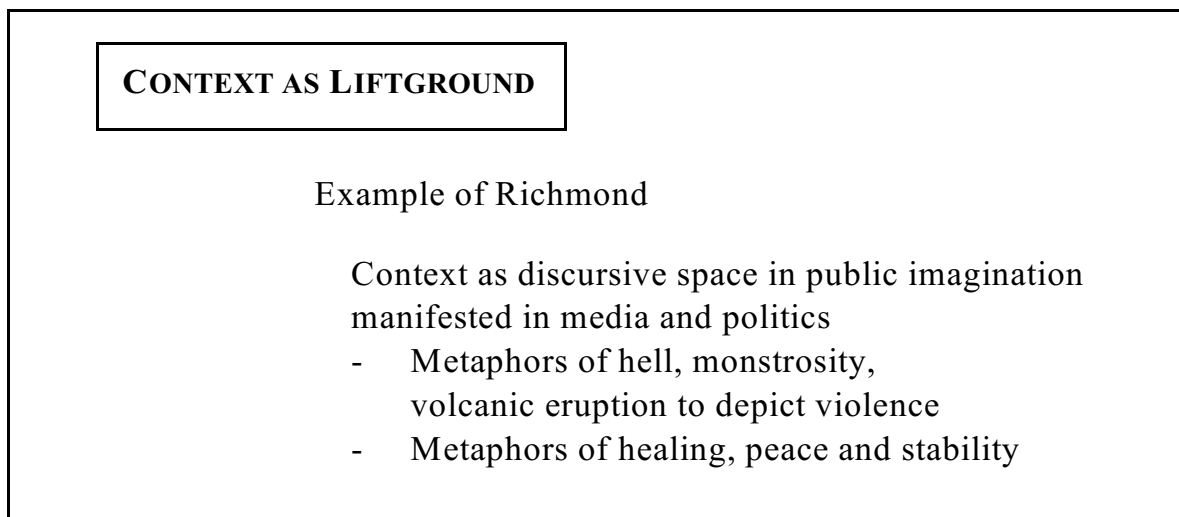 CONTEXT AS LIFTGROUND
Example of Richmond
Context as discursive space in public imagination
manifested in media and politics
- Metaphors of hell, monstrosity,
volcanic eruption to depict violence
- Metaphors of healing, peace and stability